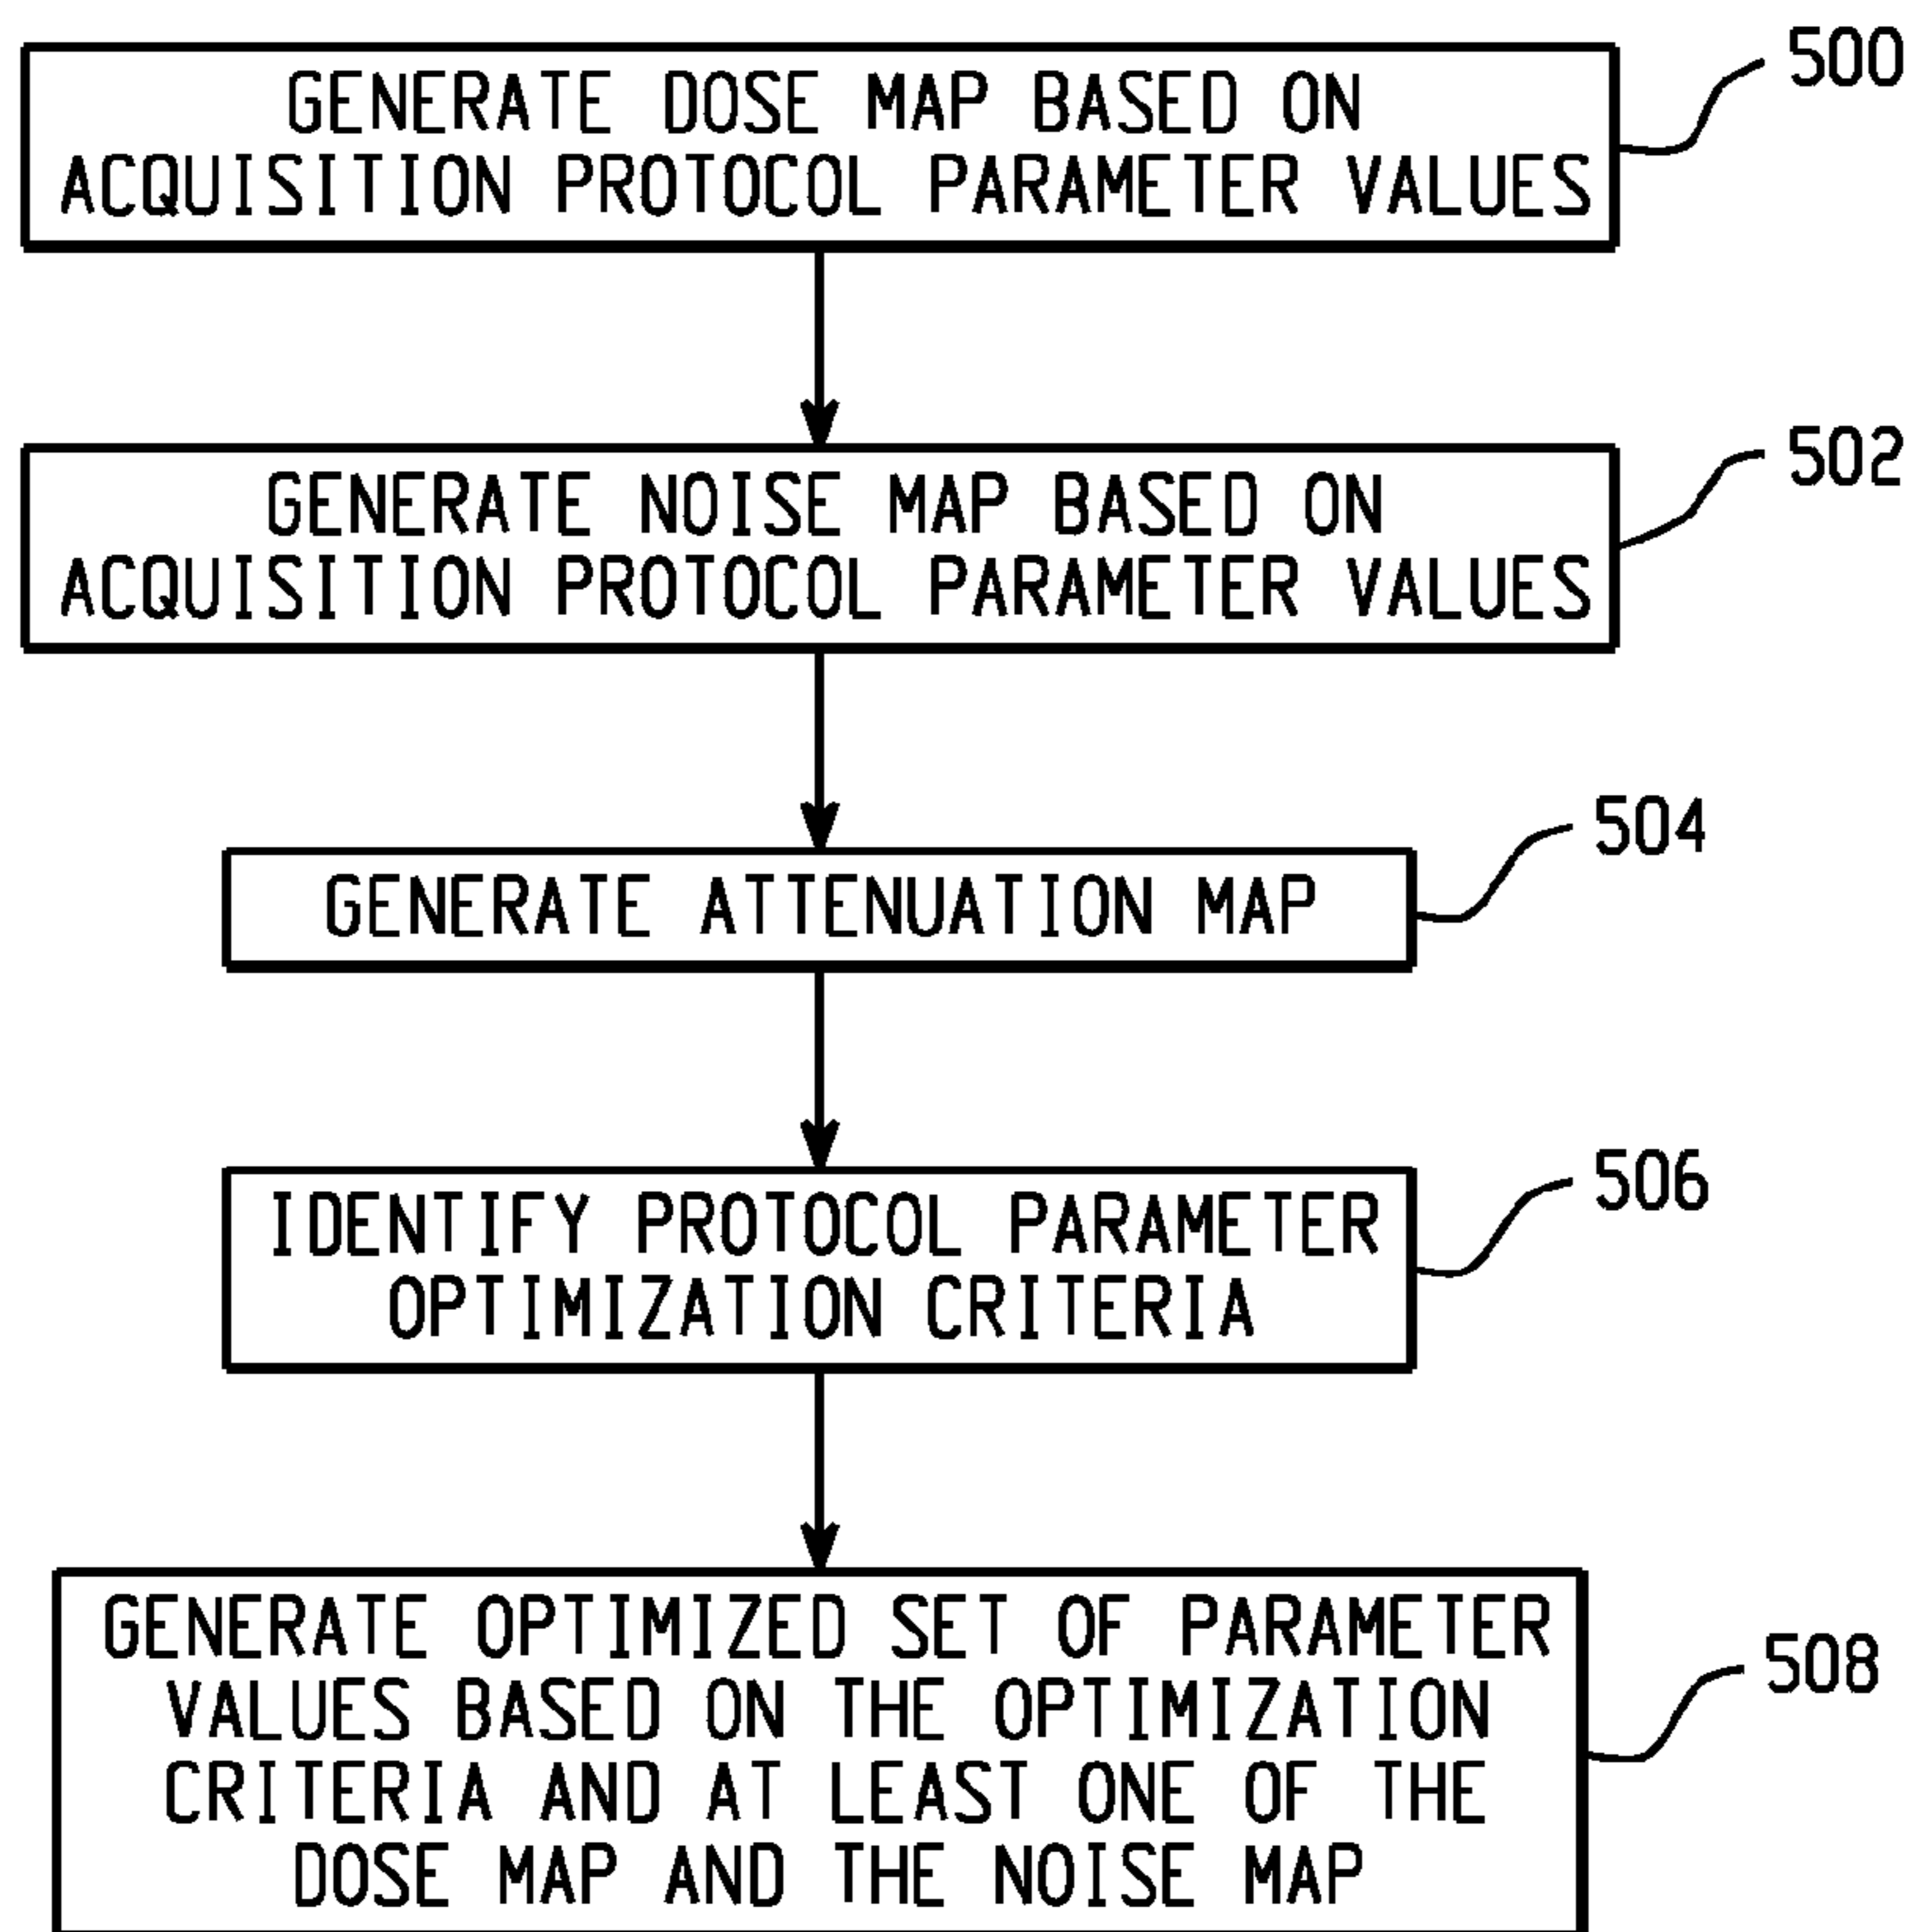 500
GENERATE DOSE MAP BASED ON
ACQUISITION PROTOCOL PARAMETER VALUES
502
GENERATE NOISE MAP BASED ON
ACQUISITION PROTOCOL PARAMETER VALUES
504
GENERATE ATTENUATION MAP
506
IDENTIFY PROTOCOL PARAMETER
OPTIMIZATION CRITERIA
508
GENERATE OPTIMIZED SET OF PARAMETER
VALUES BASED ON THE OPTIMIZATION
CRITERIA AND AT LEAST ONE OF THE
DOSE MAP AND THE NOISE MAP